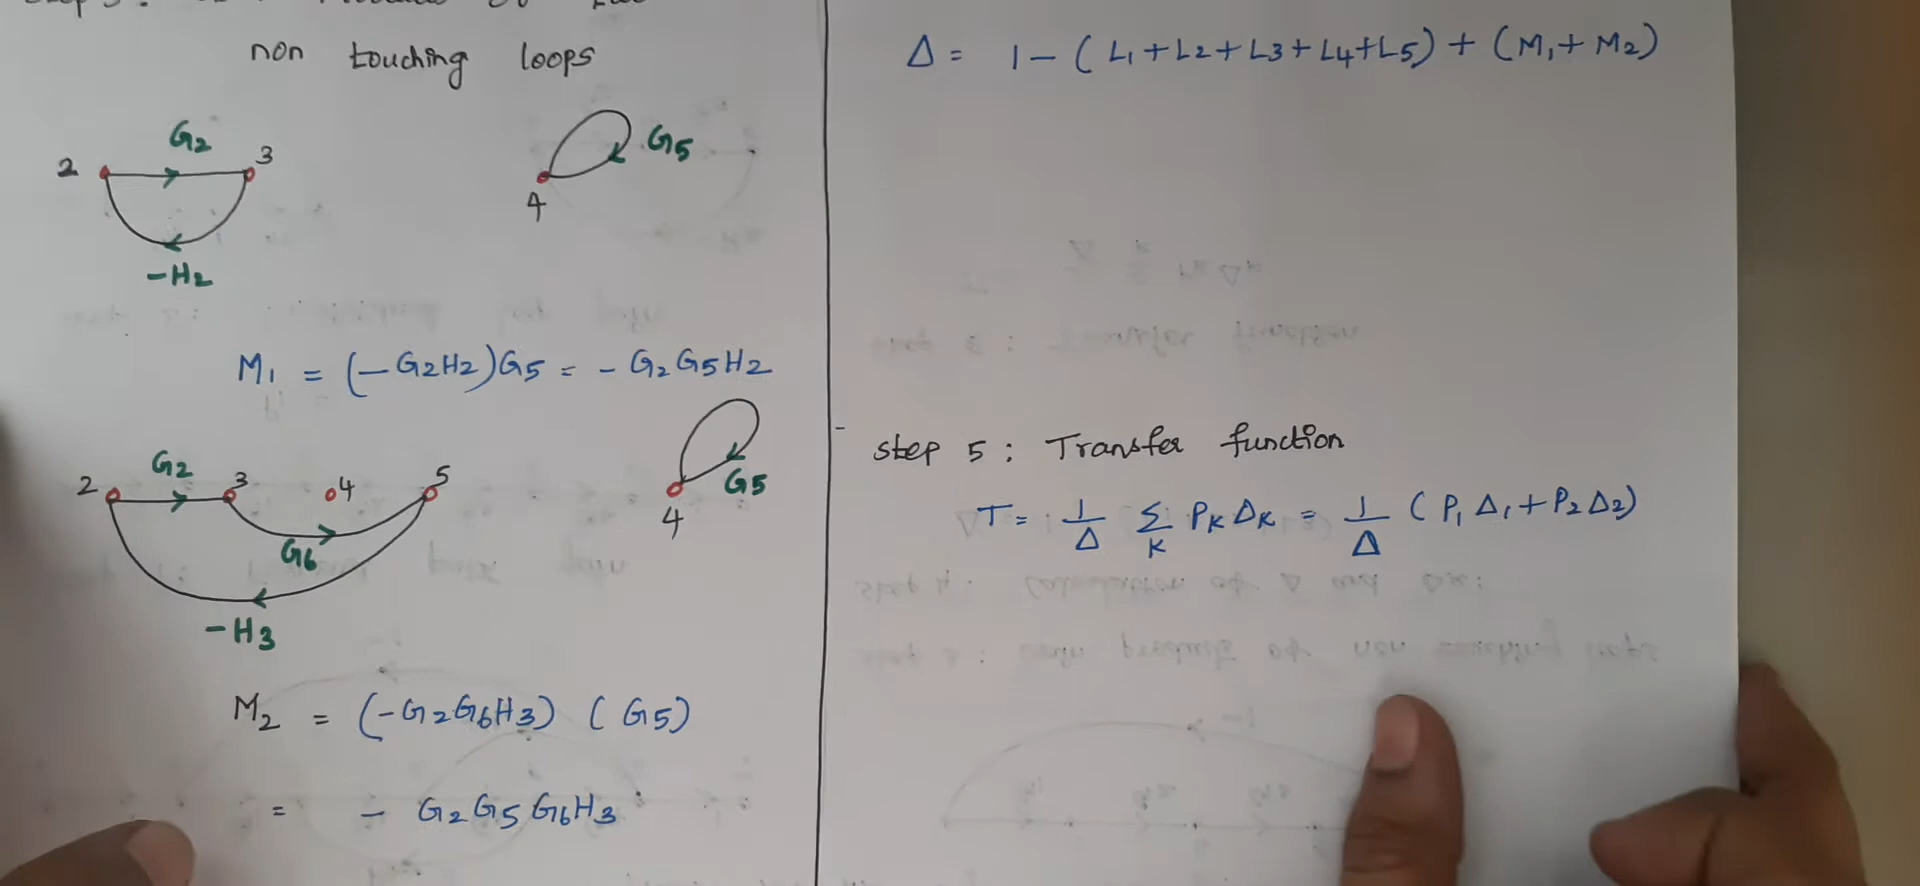 non touching loops
G2
2
3
-H2
G5
4
M1 = (-G2H2)G5 = - G2G5H2
G2
2
3
4
5
G6
-H3
G5
4
M2 = (-G2G6H3) (G5)
= - G2G5G6H3
Δ = 1 - (L1+L2+L3+L4+L5) + (M1+M2)
Step 5 : Transfer function
T = 1/Δ Σ_K PK ΔK = 1/Δ (P1 Δ1 + P2 Δ2)